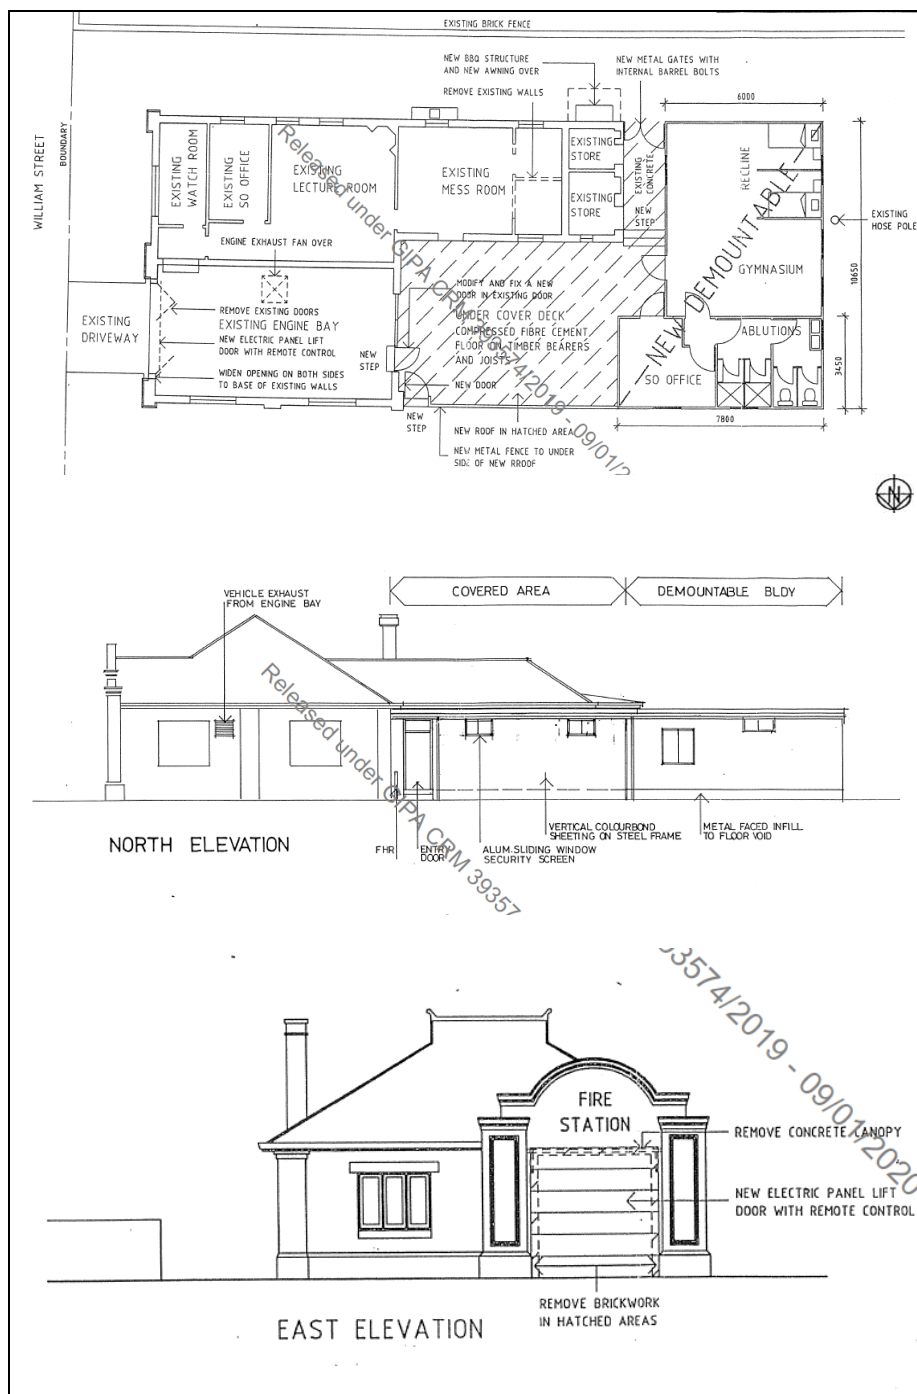 EXISTING BRICK FENCE
NEW BBQ STRUCTURE
AND NEW AWNING OVER
NEW METAL GATES WITH
INTERNAL BARREL BOLTS
REMOVE EXISTING WALLS
6000
WILLIAM STREET
BOUNDARY
EXISTING
WATCH ROOM
EXISTING
SO OFFICE
EXISTING
LECTURE ROOM
EXISTING
MESS ROOM
EXISTING
STORE
EXISTING
STORE
EXISTING
CONCRETE
NEW
STEP
RECLINE
NEW DEMOUNTABLE
GYMNASIUM
EXISTING
HOSE POLE
10650
ENGINE EXHAUST FAN OVER
MODIFY AND FIX A NEW
DOOR IN EXISTING DOOR
UNDER COVER DECK
COMPRESSED FIBRE CEMENT
FLOOR ON TIMBER BEARERS
AND JOISTS
EXISTING
DRIVEWAY
REMOVE EXISTING DOORS
EXISTING ENGINE BAY
NEW ELECTRIC PANEL LIFT
DOOR WITH REMOTE CONTROL
WIDEN OPENING ON BOTH SIDES
TO BASE OF EXISTING WALLS
NEW
STEP
NEW DOOR
NEW
STEP
NEW ROOF IN HATCHED AREA
NEW METAL FENCE TO UNDER
SIDE OF NEW RROOF
ABLUTIONS
SO OFFICE
3450
7800
Released under GIPA CRM 393574/2019 - 09/01/2
N
VEHICLE EXHAUST
FROM ENGINE BAY
COVERED AREA
DEMOUNTABLE BLDY
Released under GIPA CRM 39357
NORTH ELEVATION
FHR
ENTRY
DOOR
ALUM.SLIDING WINDOW
SECURITY SCREEN
VERTICAL COLOURBOND
SHEETING ON STEEL FRAME
METAL FACED INFILL
TO FLOOR VOID
93574/2019 - 09/01/2020
FIRE
STATION
REMOVE CONCRETE CANOPY
NEW ELECTRIC PANEL LIFT
DOOR WITH REMOTE CONTROL
REMOVE BRICKWORK
IN HATCHED AREAS
EAST ELEVATION